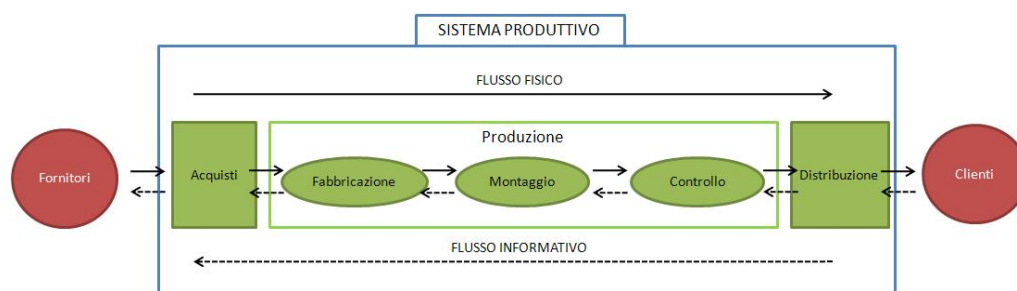 SISTEMA PRODUTTIVO
FLUSSO FISICO
Produzione
Fornitori
Acquisti
Fabbricazione
Montaggio
Controllo
Distribuzione
Clienti
FLUSSO INFORMATIVO